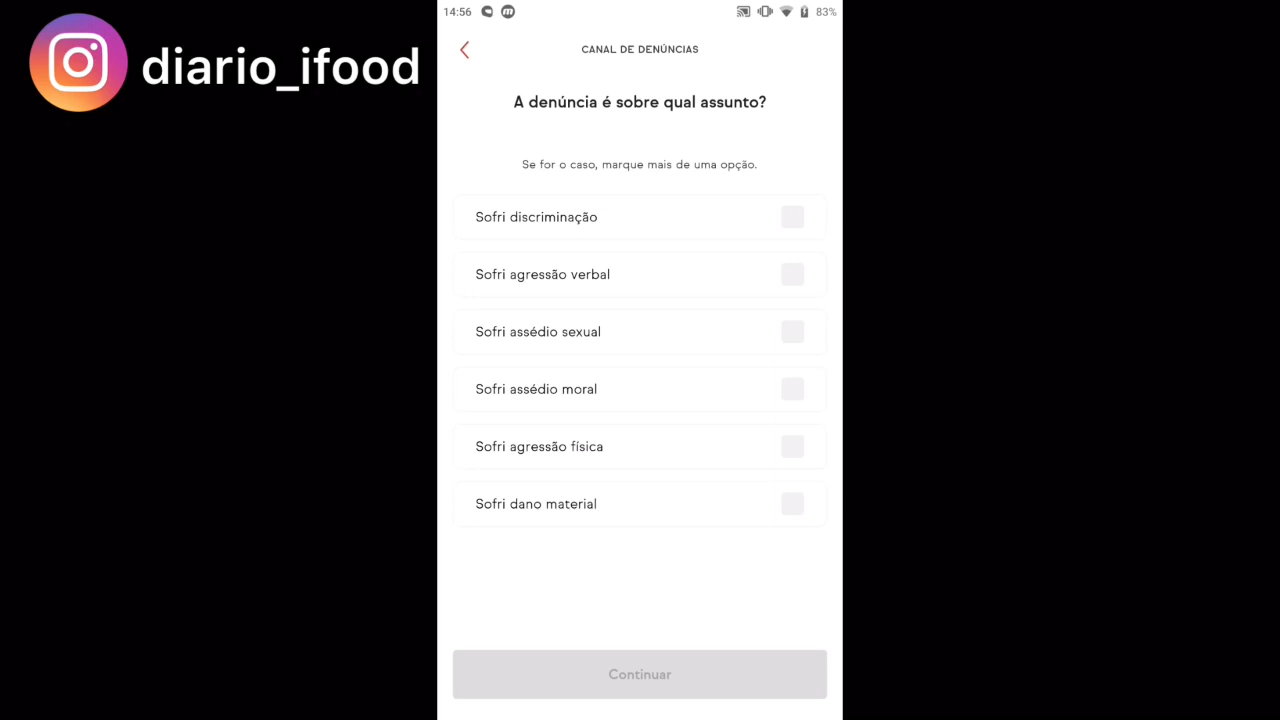 diario_ifood
14:56
83%
CANAL DE DENÚNCIAS
A denúncia é sobre qual assunto?
Se for o caso, marque mais de uma opção.
Sofri discriminação
Sofri agressão verbal
Sofri assédio sexual
Sofri assédio moral
Sofri agressão física
Sofri dano material
Continuar